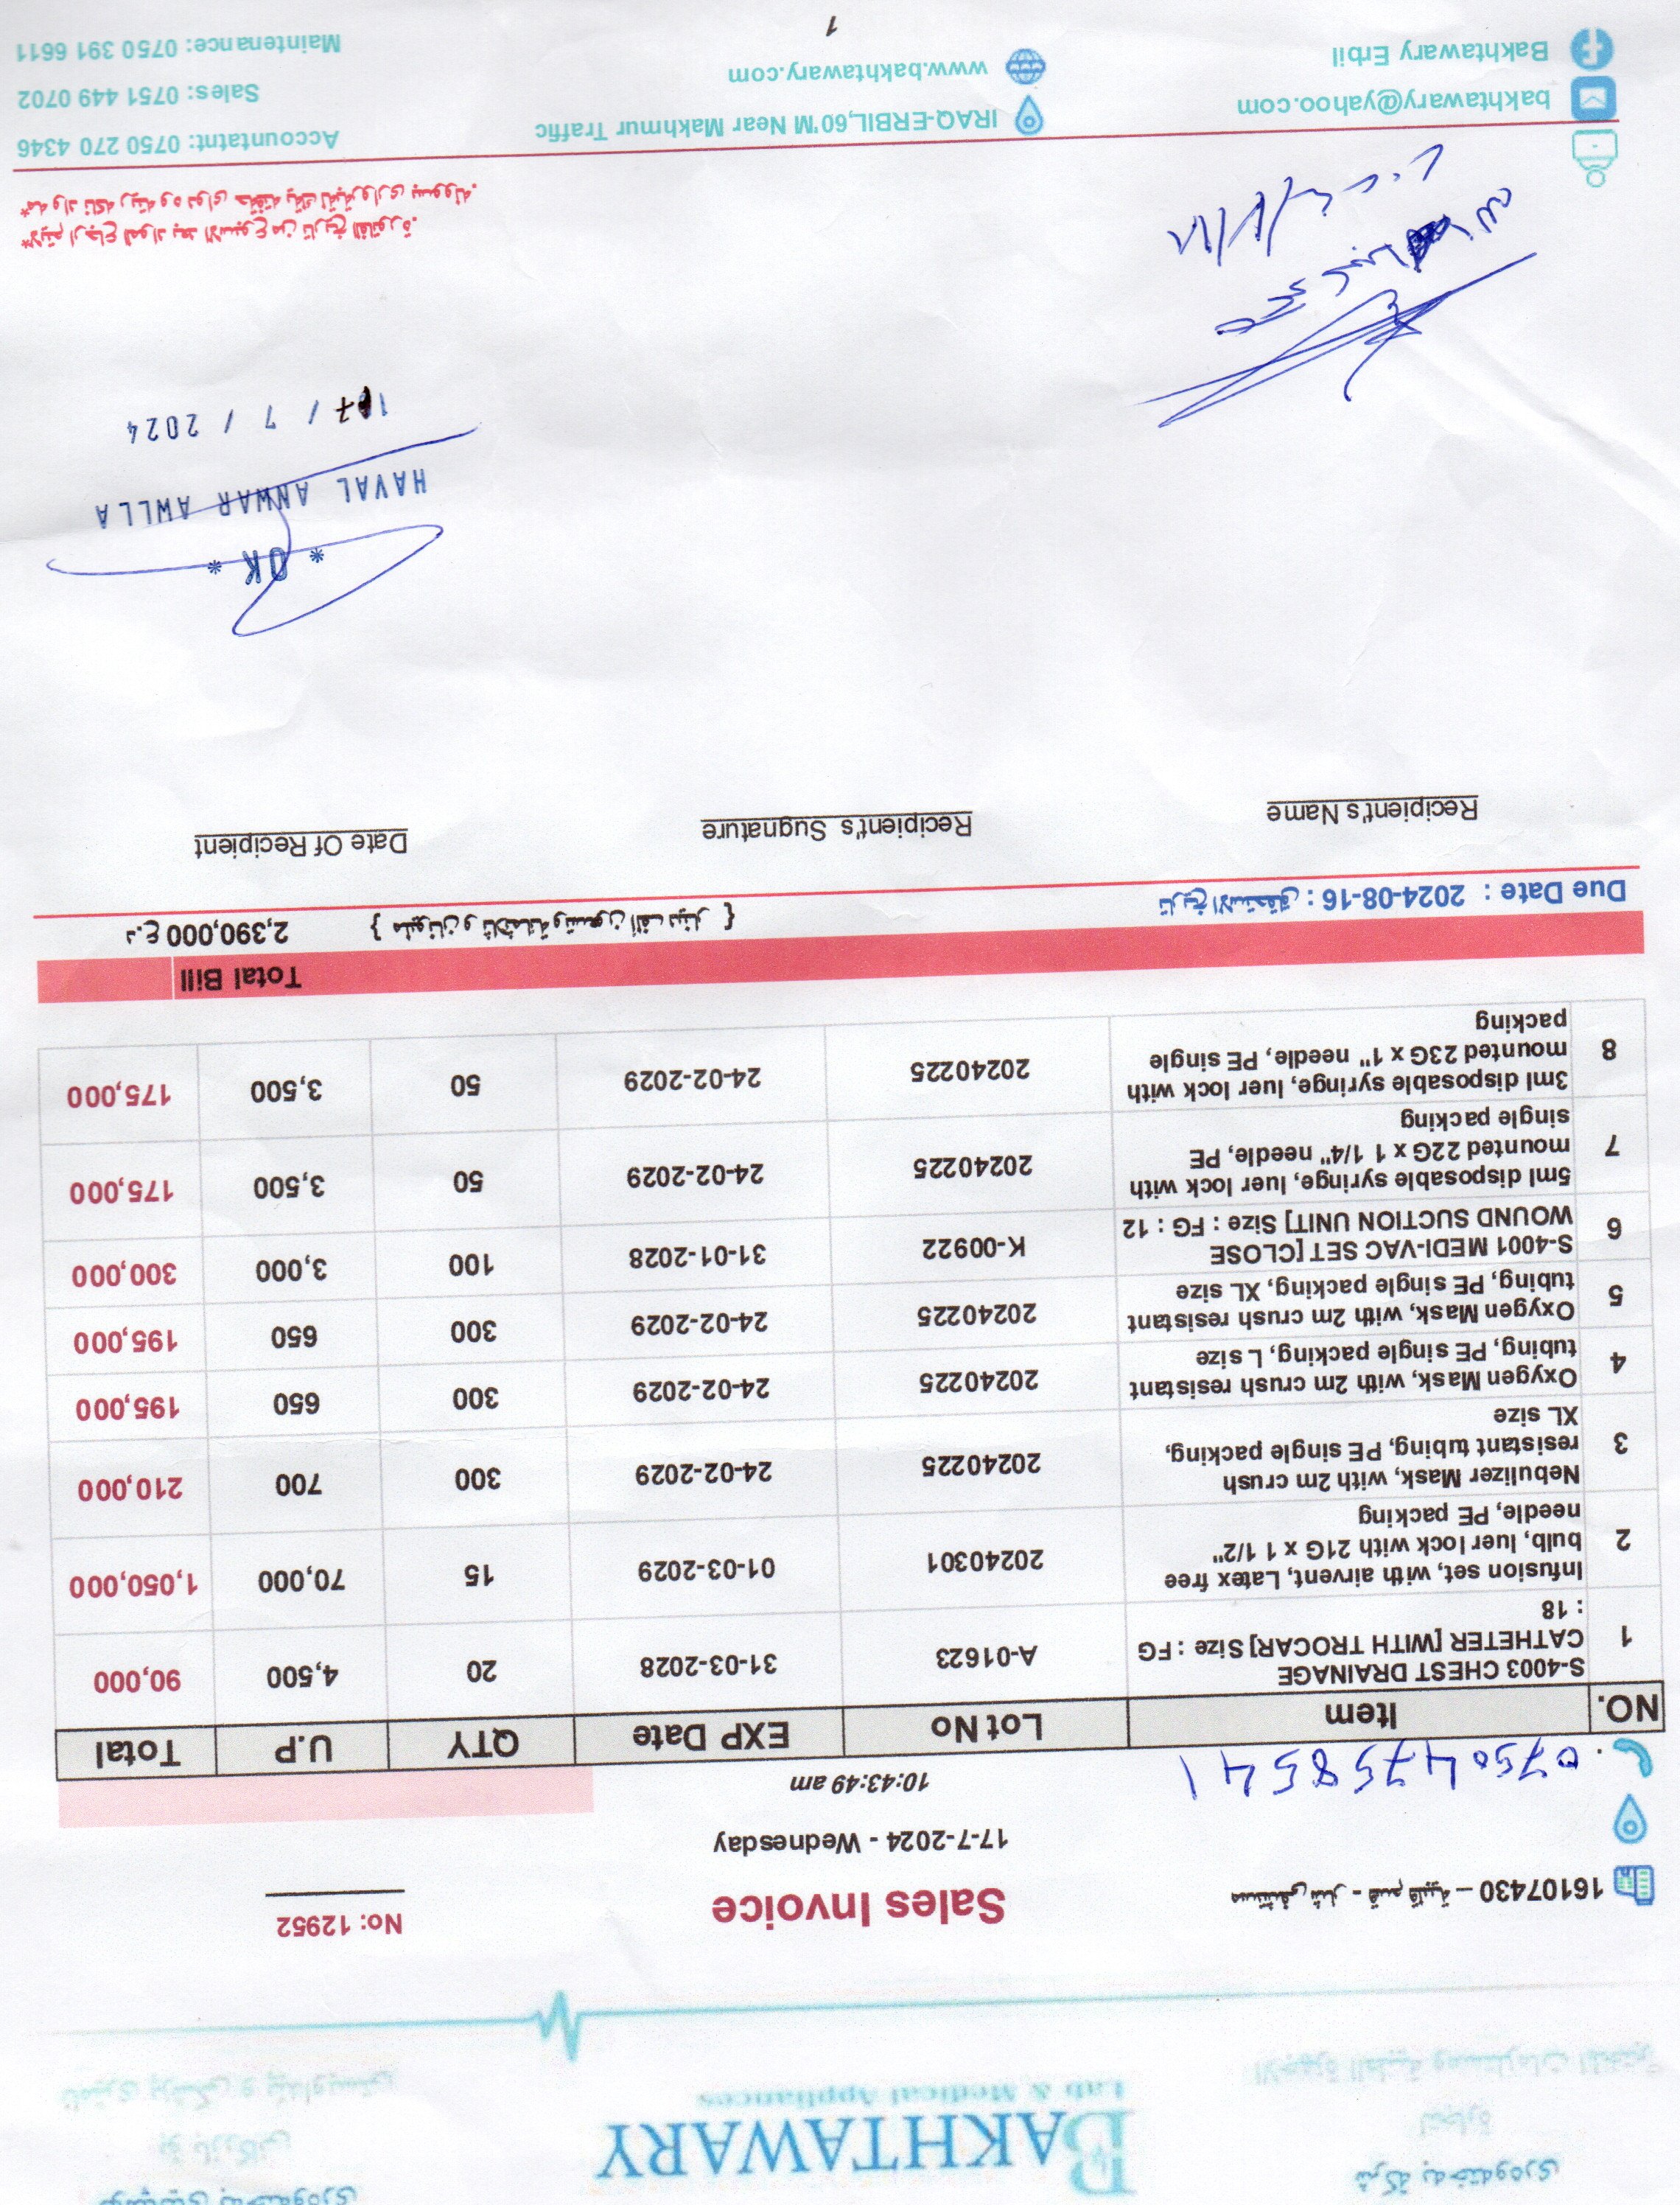 شركة بەختەوەری
لتجارة
الاجهزة الطبية ومستلزمات المختبر
BAKHTAWARY
Lab & Medical Appliances
کۆمپانیای بەختەوەری
بۆ بازرگانی
ئامێری پزشکی و پێداویستی
مستشفى شار - قسم قلبية – 16107430
Sales Invoice
No: 12952
17-7-2024 - Wednesday
07504758541
10:43:49 am
NO. Item Lot No EXP Date QTY U.P Total
1 S-4003 CHEST DRAINAGE
CATHETER [WITH TROCAR] Size : FG
: 18 A-01623 31-03-2028 20 4,500 90,000
2 Infusion set, with airvent, Latex free
bulb, luer lock with 21G x 1 1/2"
needle, PE packing 20240301 01-03-2029 15 70,000 1,050,000
3 Nebulizer Mask, with 2m crush
resistant tubing, PE single packing,
XL size 20240225 24-02-2029 300 700 210,000
4 Oxygen Mask, with 2m crush resistant
tubing, PE single packing, L size 20240225 24-02-2029 300 650 195,000
5 Oxygen Mask, with 2m crush resistant
tubing, PE single packing, XL size 20240225 24-02-2029 300 650 195,000
6 S-4001 MEDI-VAC SET [CLOSE
WOUND SUCTION UNIT] Size : FG : 12 K-00922 31-01-2028 100 3,000 300,000
7 5ml disposable syringe, luer lock with
mounted 22G x 1 1/4" needle, PE
single packing 20240225 24-02-2029 50 3,500 175,000
8 3ml disposable syringe, luer lock with
mounted 23G x 1" needle, PE single
packing 20240225 24-02-2029 50 3,500 175,000
Total Bill
د.ع 2,390,000
{ مليونان و ثلاثمائة وتسعون ألف دينار }
Due Date : 2024-08-16 : تاريخ الاستحقاق
Recipient's Name
Recipient's Sugnature
Date Of Recipient
* OK *
HAVAL ANWAR AWLLA
17 / 7 / 2024
محمد عبدالله
٢٠٢٤/٧/١٨
*لايتم ارجاع المواد بعد الاسبوع من تاريخ الفاتورة.
*مه واد ناكه ريته وه دواى حةفته يةك لةبةروارى بسووله.
bakhtawary@yahoo.com
Bakhtawary Erbil
IRAQ-ERBIL,60'M Near Makhmur Traffic
www.bakhtawary.com
Accountatnt: 0750 270 4346
Sales: 0751 449 0702
Maintenance: 0750 391 6611
1